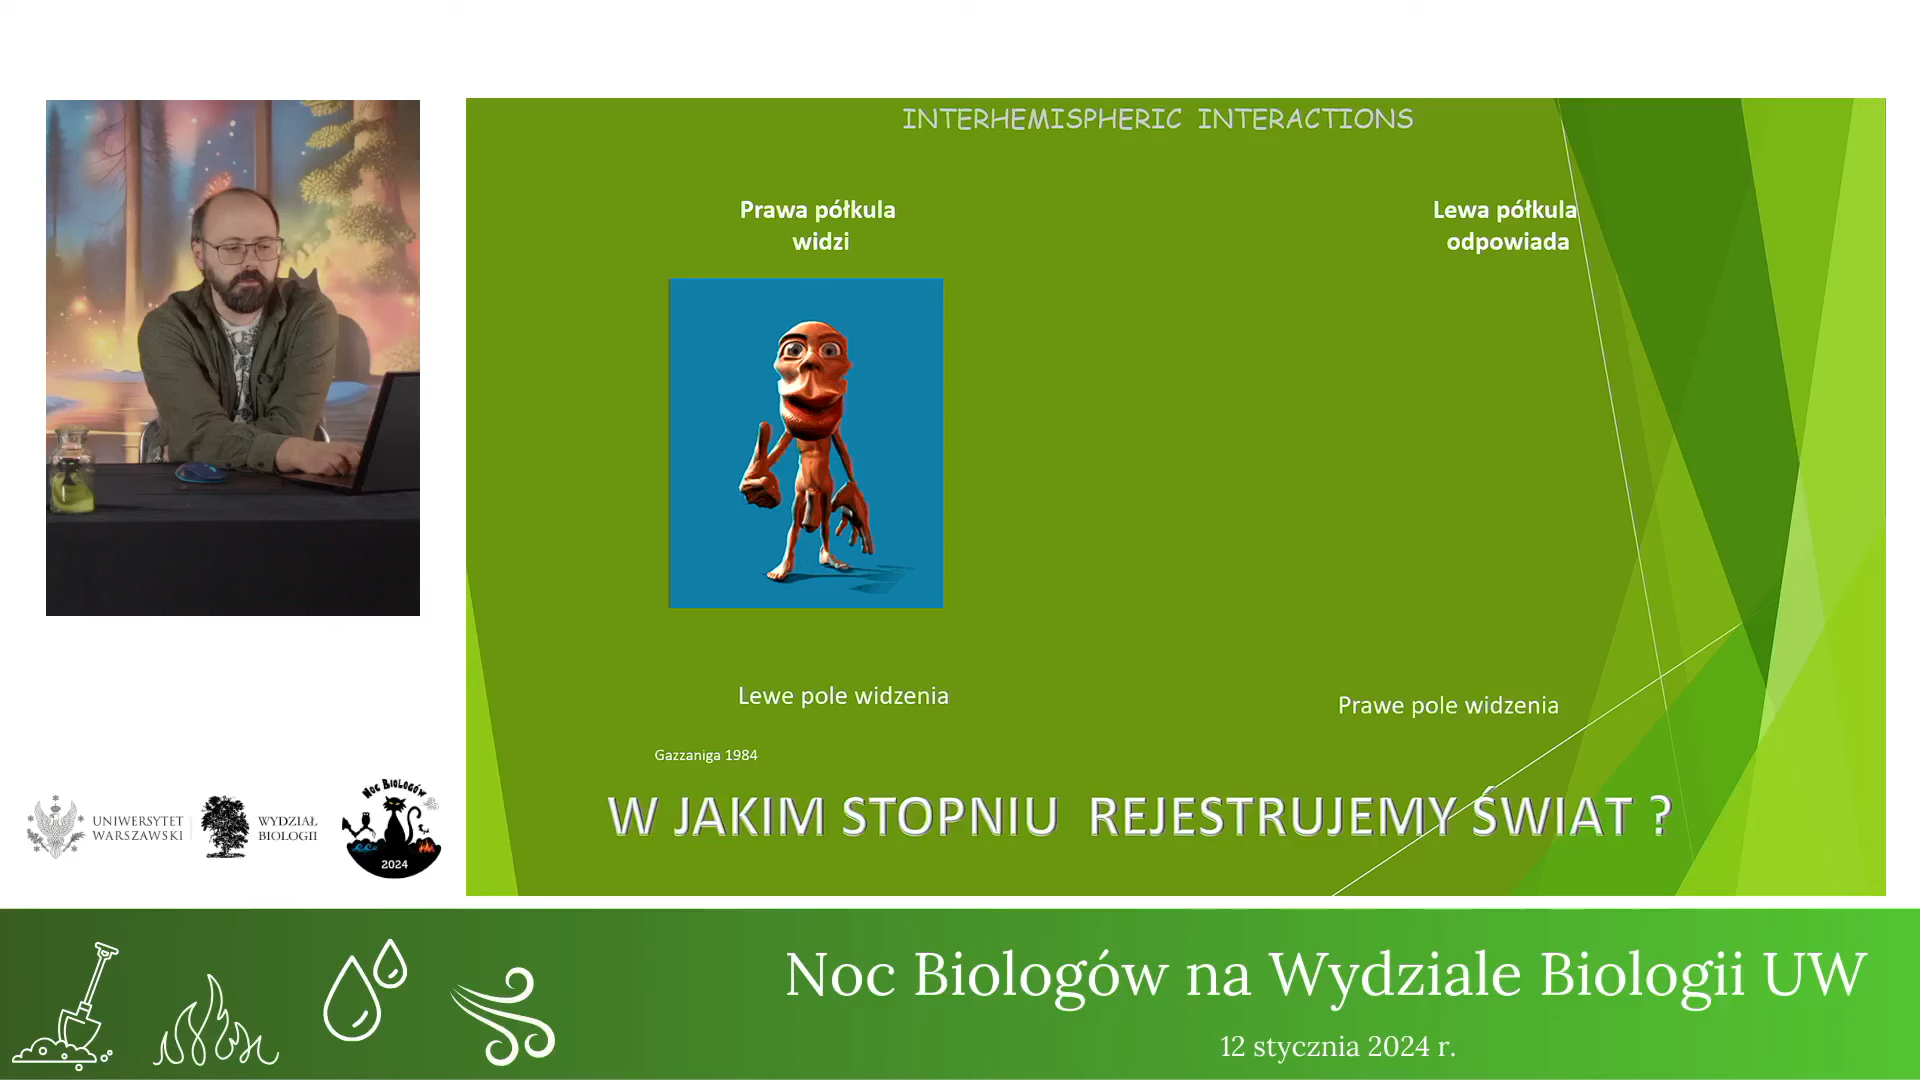 INTERHEMISPHERIC INTERACTIONS
Prawa półkula
widzi
Lewa półkula
odpowiada
Lewe pole widzenia
Prawe pole widzenia
Gazzaniga 1984
W JAKIM STOPNIU REJESTRUJEMY ŚWIAT ?
UNIWERSYTET
WARSZAWSKI
WYDZIAŁ
BIOLOGII
Noc Biologów
2024
Noc Biologów na Wydziale Biologii UW
12 stycznia 2024 r.